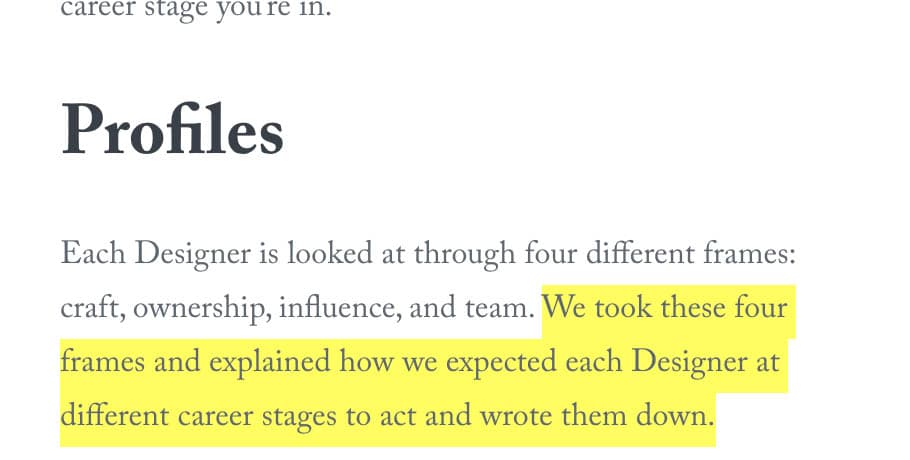 career stage you're in.
Profiles
Each Designer is looked at through four different frames:
craft, ownership, influence, and team. We took these four
frames and explained how we expected each Designer at
different career stages to act and wrote them down.